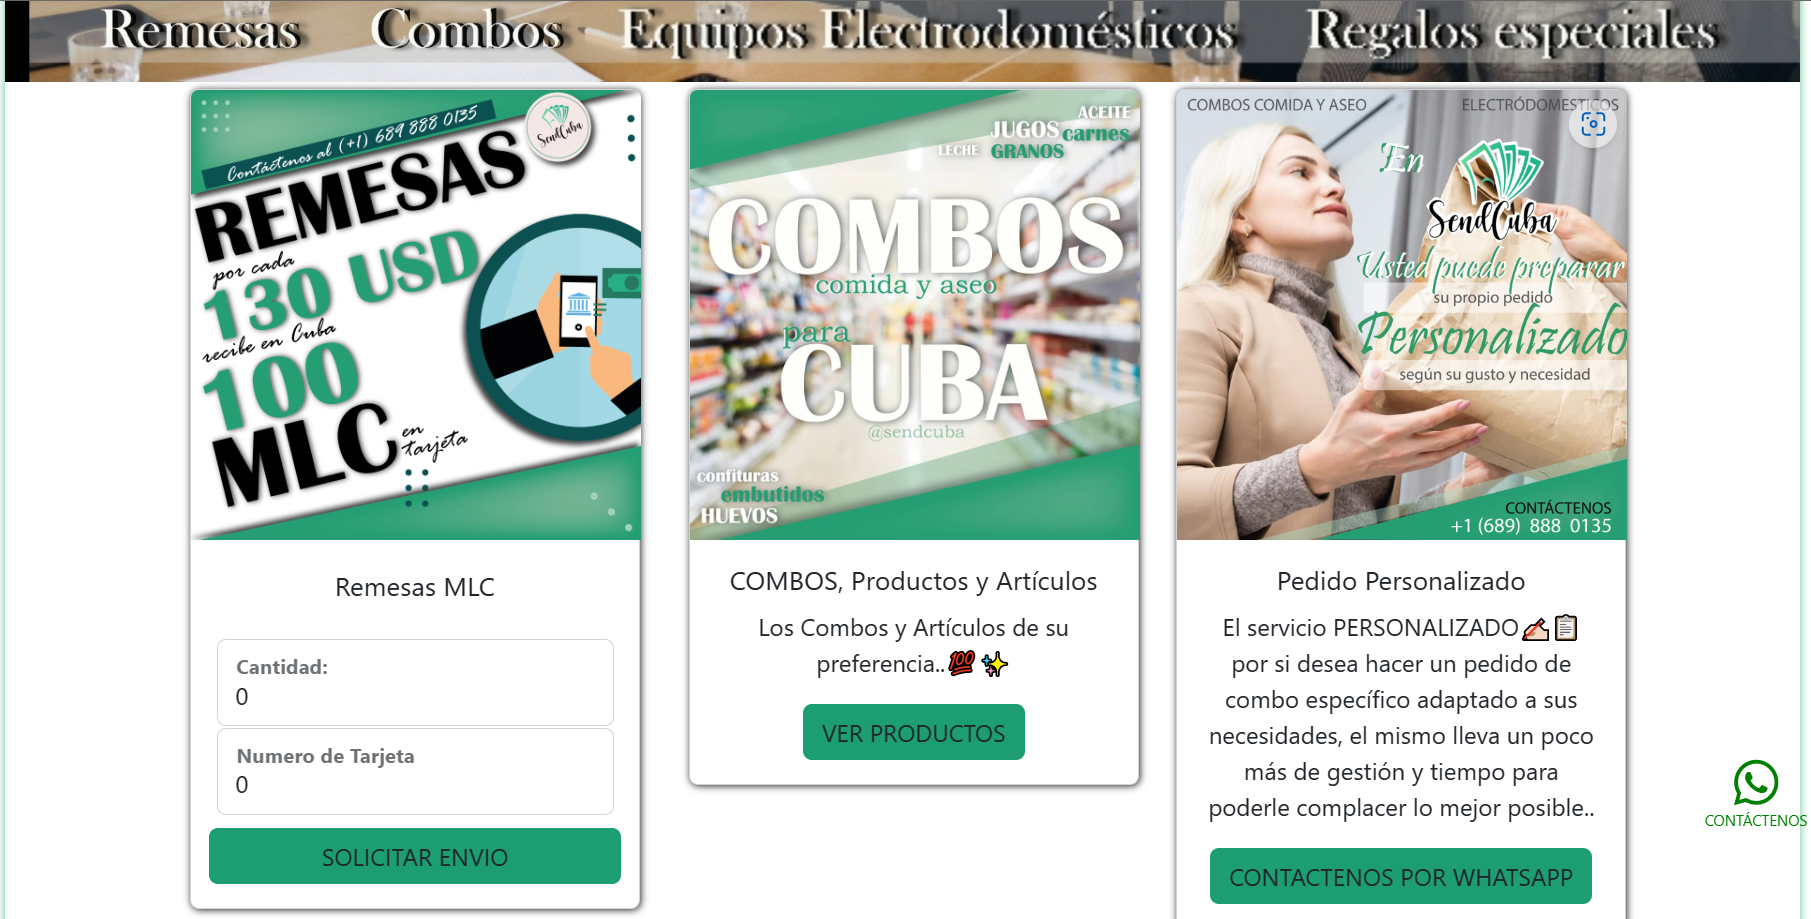 Remesas Combos Equipos Electrodomésticos Regalos especiales
Contáctenos al (+1) 689 888 0135
SendCuba
REMESAS
por cada
130 USD
recibe en Cuba
100
MLC en
tarjeta
Remesas MLC
Cantidad:
0
Numero de Tarjeta
0
SOLICITAR ENVIO
ACEITE
JUGOS carnes
LECHE GRANOS
COMBOS
comida y aseo
para
CUBA
@sendcuba
confituras
embutidos
HUEVOS
COMBOS, Productos y Artículos
Los Combos y Artículos de su
preferencia..💯✨
VER PRODUCTOS
COMBOS COMIDA Y ASEO ELECTRÓDOMESTICOS
En
SendCuba
Usted puede preparar
su propio pedido
Personalizado
según su gusto y necesidad
CONTÁCTENOS
+1 (689) 888 0135
Pedido Personalizado
El servicio PERSONALIZADO✍🏻📋
por si desea hacer un pedido de
combo específico adaptado a sus
necesidades, el mismo lleva un poco
más de gestión y tiempo para
poderle complacer lo mejor posible..
CONTACTENOS POR WHATSAPP
CONTÁCTENOS